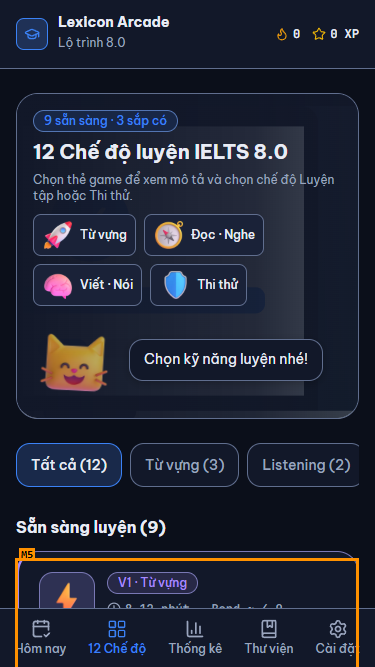 Lexicon Arcade
Lộ trình 8.0
0
0 XP
9 sẵn sàng · 3 sắp có
12 Chế độ luyện IELTS 8.0
Chọn thẻ game để xem mô tả và chọn chế độ Luyện
tập hoặc Thi thử.
Từ vựng
Đọc · Nghe
Viết · Nói
Thi thử
Chọn kỹ năng luyện nhé!
Tất cả (12)
Từ vựng (3)
Listening (2)
Sẵn sàng luyện (9)
M5
V1 · Từ vựng
Hôm nay
12 Chế độ
Thống kê
Thư viện
Cài đặt